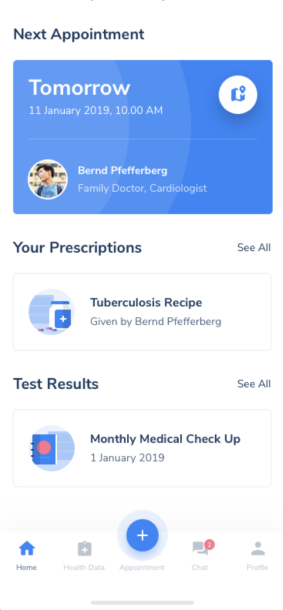 Next Appointment
Tomorrow
11 January 2019, 10.00 AM
Bernd Pfefferberg
Family Doctor, Cardiologist
Your Prescriptions
See All
Tuberculosis Recipe
Given by Bernd Pfefferberg
Test Results
See All
Monthly Medical Check Up
1 January 2019
2
Home
Health Data
Appointment
Chat
Profile